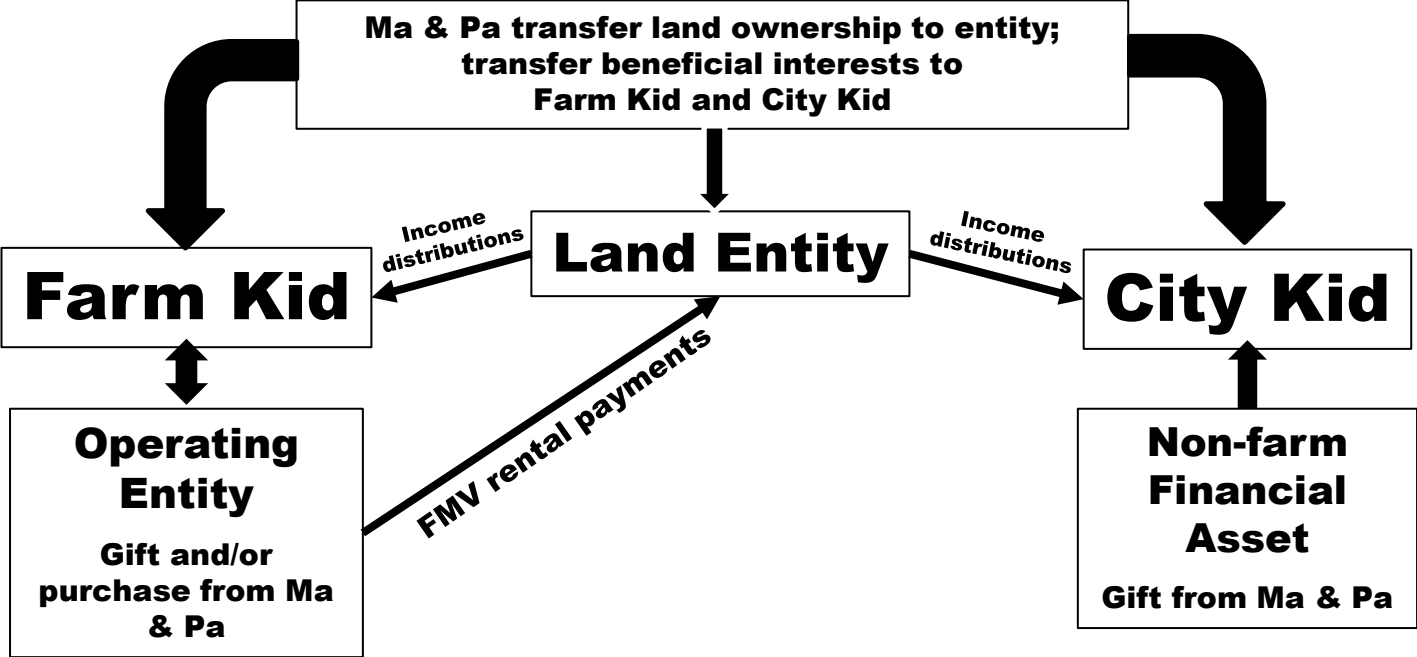 Ma & Pa transfer land ownership to entity;
transfer beneficial interests to
Farm Kid and City Kid
Income
distributions
Land Entity
Income
distributions
Farm Kid
City Kid
FMV rental payments
Operating
Entity
Gift and/or
purchase from Ma
& Pa
Non-farm
Financial
Asset
Gift from Ma & Pa